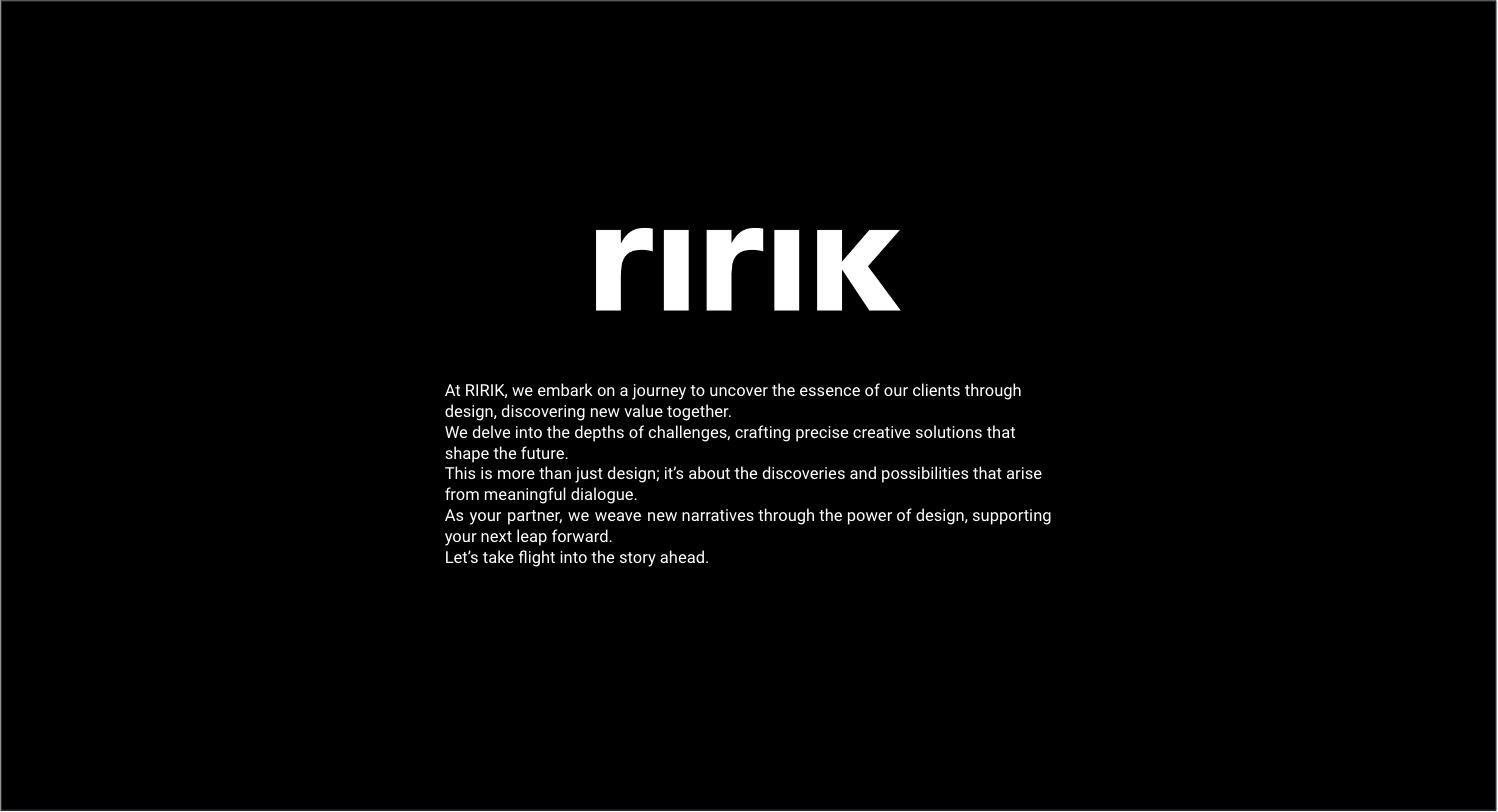 rırıK
At RIRIK, we embark on a journey to uncover the essence of our clients through
design, discovering new value together.
We delve into the depths of challenges, crafting precise creative solutions that
shape the future.
This is more than just design; it’s about the discoveries and possibilities that arise
from meaningful dialogue.
As your partner, we weave new narratives through the power of design, supporting
your next leap forward.
Let’s take flight into the story ahead.